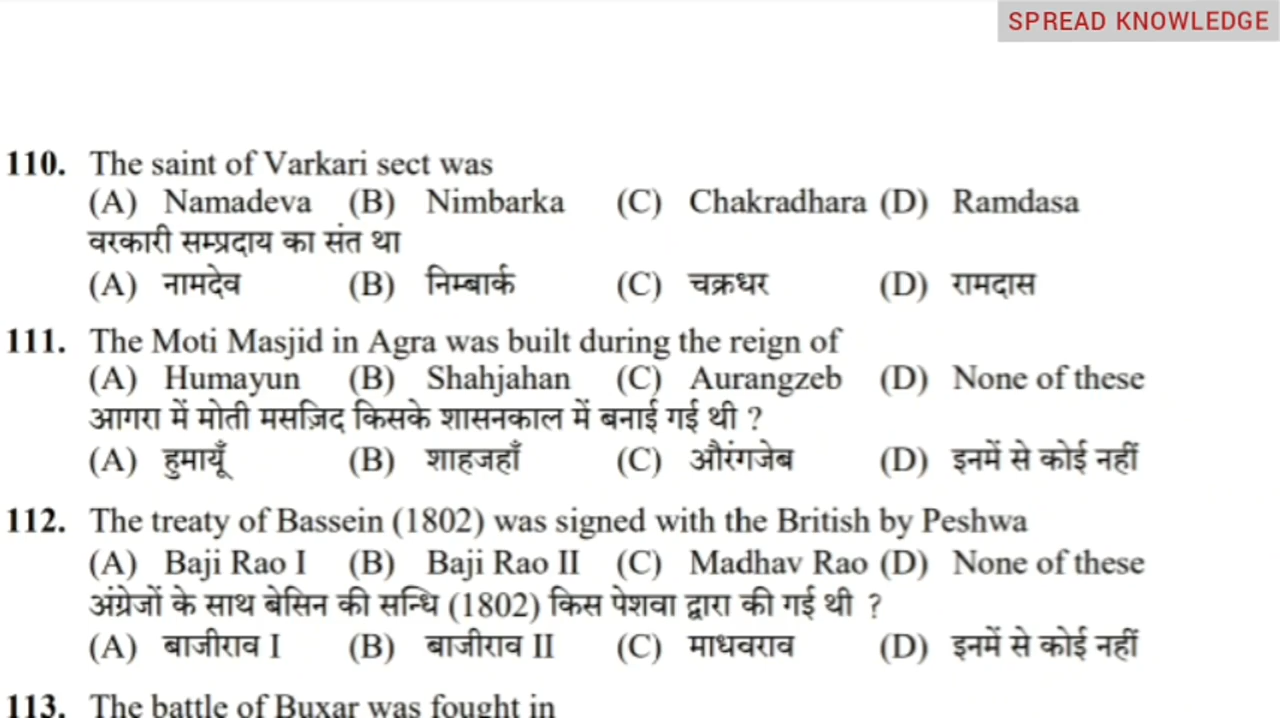 SPREAD KNOWLEDGE
110. The saint of Varkari sect was
(A) Namadeva (B) Nimbarka (C) Chakradhara (D) Ramdasa
वरकारी सम्प्रदाय का संत था
(A) नामदेव (B) निम्बार्क (C) चक्रधर (D) रामदास
111. The Moti Masjid in Agra was built during the reign of
(A) Humayun (B) Shahjahan (C) Aurangzeb (D) None of these
आगरा में मोती मसज़िद किसके शासनकाल में बनाई गई थी ?
(A) हुमायूँ (B) शाहजहाँ (C) औरंगजेब (D) इनमें से कोई नहीं
112. The treaty of Bassein (1802) was signed with the British by Peshwa
(A) Baji Rao I (B) Baji Rao II (C) Madhav Rao (D) None of these
अंग्रेजों के साथ बेसिन की सन्धि (1802) किस पेशवा द्वारा की गई थी ?
(A) बाजीराव I (B) बाजीराव II (C) माधवराव (D) इनमें से कोई नहीं
113. The battle of Buxar was fought in